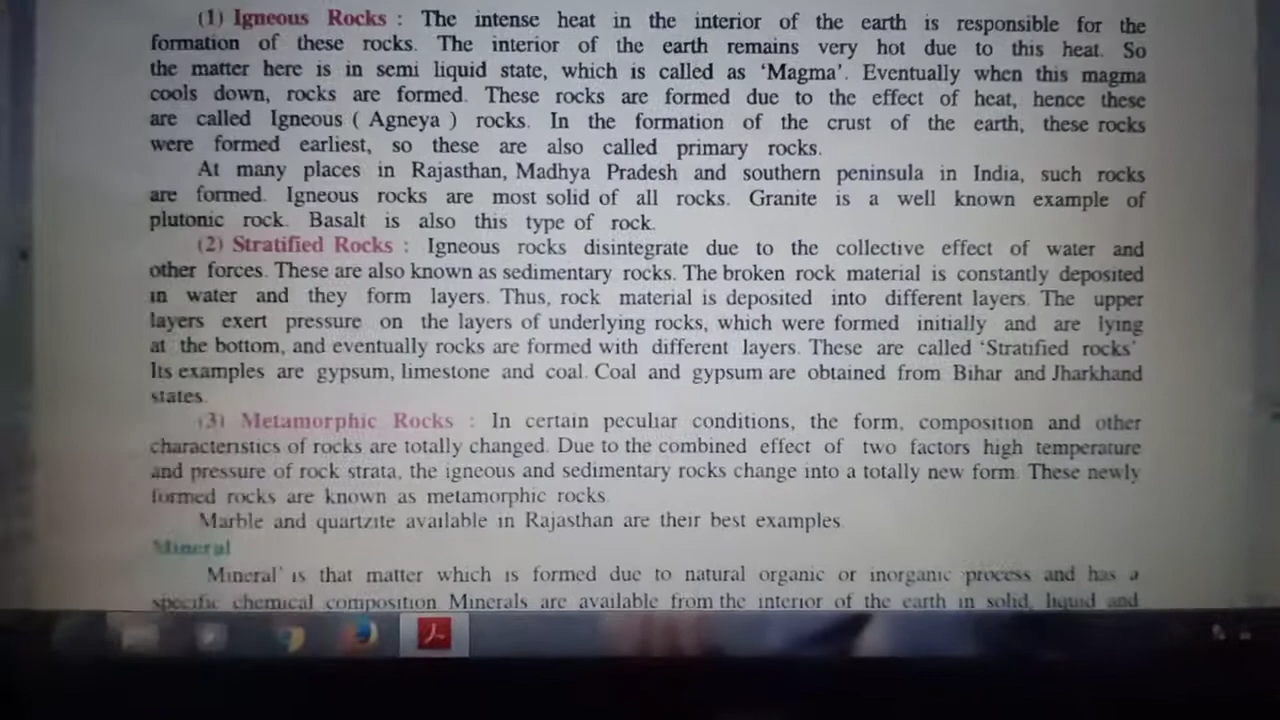 (1) Igneous Rocks : The intense heat in the interior of the earth is responsible for the
formation of these rocks. The interior of the earth remains very hot due to this heat. So
the matter here is in semi liquid state, which is called as ‘Magma’. Eventually when this magma
cools down, rocks are formed. These rocks are formed due to the effect of heat, hence these
are called Igneous ( Agneya ) rocks. In the formation of the crust of the earth, these rocks
were formed earliest, so these are also called primary rocks.
At many places in Rajasthan, Madhya Pradesh and southern peninsula in India, such rocks
are formed. Igneous rocks are most solid of all rocks. Granite is a well known example of
plutonic rock. Basalt is also this type of rock.
(2) Stratified Rocks : Igneous rocks disintegrate due to the collective effect of water and
other forces. These are also known as sedimentary rocks. The broken rock material is constantly deposited
in water and they form layers. Thus, rock material is deposited into different layers. The upper
layers exert pressure on the layers of underlying rocks, which were formed initially and are lying
at the bottom, and eventually rocks are formed with different layers. These are called ‘Stratified rocks’
Its examples are gypsum, limestone and coal. Coal and gypsum are obtained from Bihar and Jharkhand
states.
(3) Metamorphic Rocks : In certain peculiar conditions, the form, composition and other
characteristics of rocks are totally changed. Due to the combined effect of two factors high temperature
and pressure of rock strata, the igneous and sedimentary rocks change into a totally new form. These newly
formed rocks are known as metamorphic rocks.
Marble and quartzite available in Rajasthan are their best examples.
Mineral
Mineral’ is that matter which is formed due to natural organic or inorganic process and has a
specific chemical composition Minerals are available from the interior of the earth in solid, liquid and